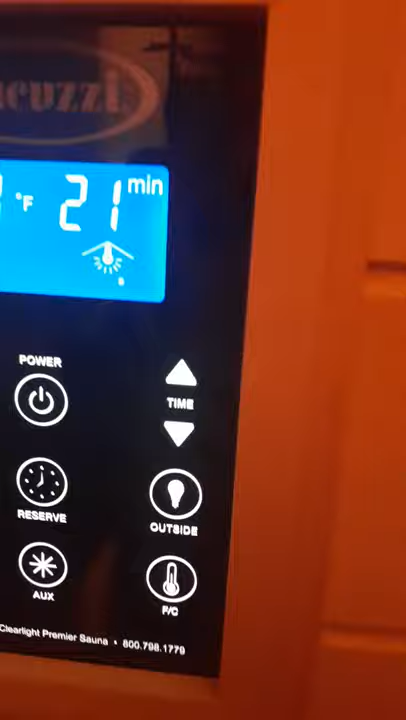 °F 21 min
POWER
TIME
RESERVE
OUTSIDE
AUX
F/C
Clearlight Premier Sauna • 800.798.1779